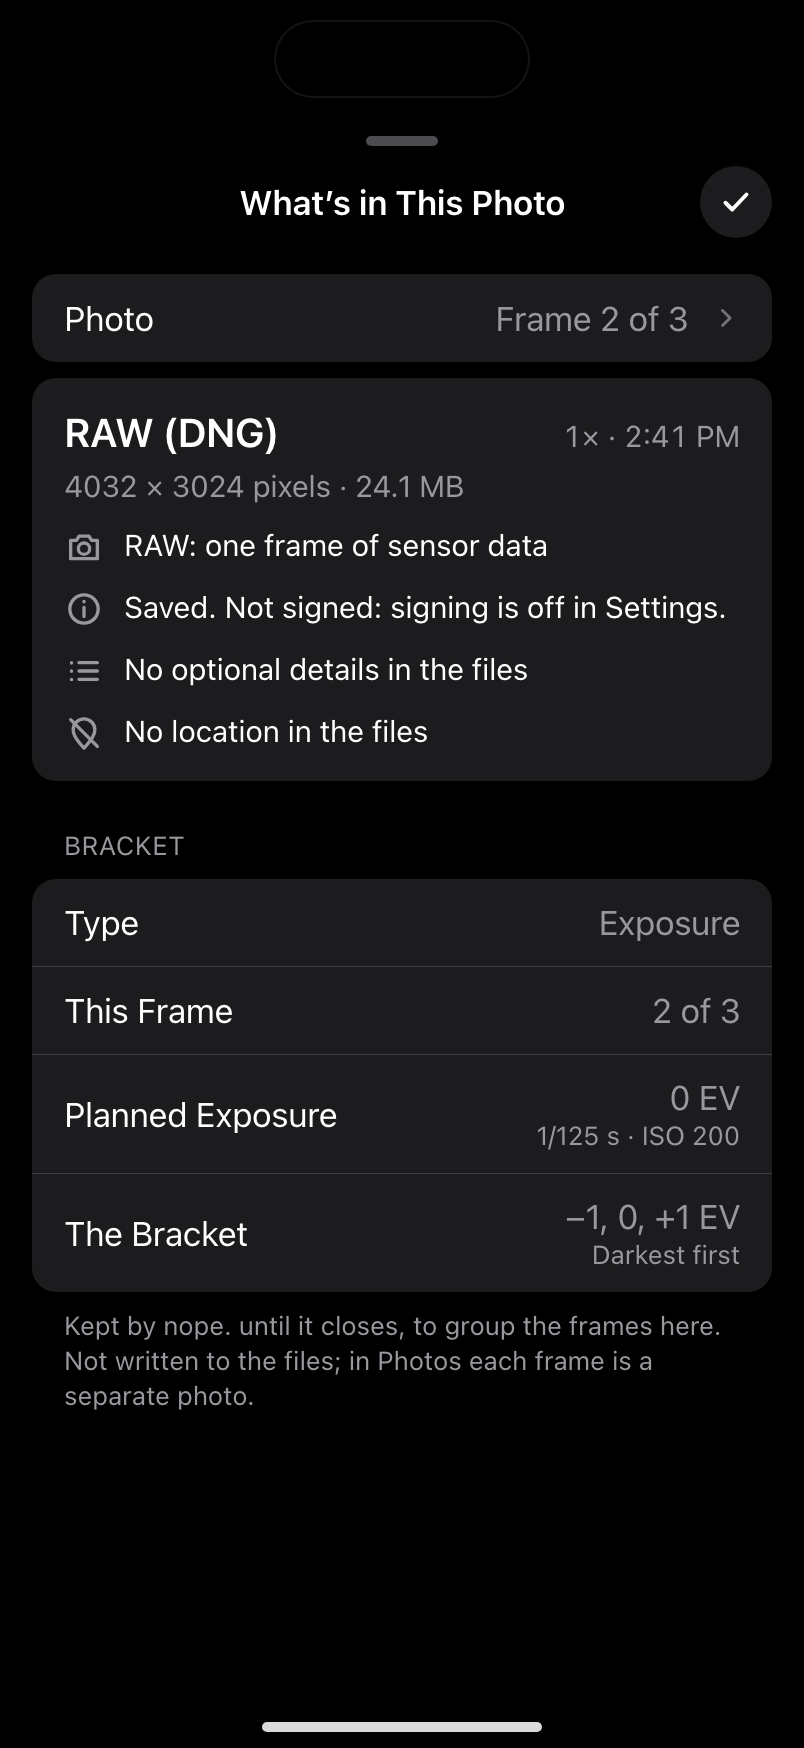 What’s in This Photo
Photo
Frame 2 of 3
RAW (DNG)
1× · 2:41 PM
4032 × 3024 pixels · 24.1 MB
RAW: one frame of sensor data
Saved. Not signed: signing is off in Settings.
No optional details in the files
No location in the files
BRACKET
Type
Exposure
This Frame
2 of 3
Planned Exposure
0 EV
1/125 s · ISO 200
The Bracket
−1, 0, +1 EV
Darkest first
Kept by nope. until it closes, to group the frames here.
Not written to the files; in Photos each frame is a
separate photo.